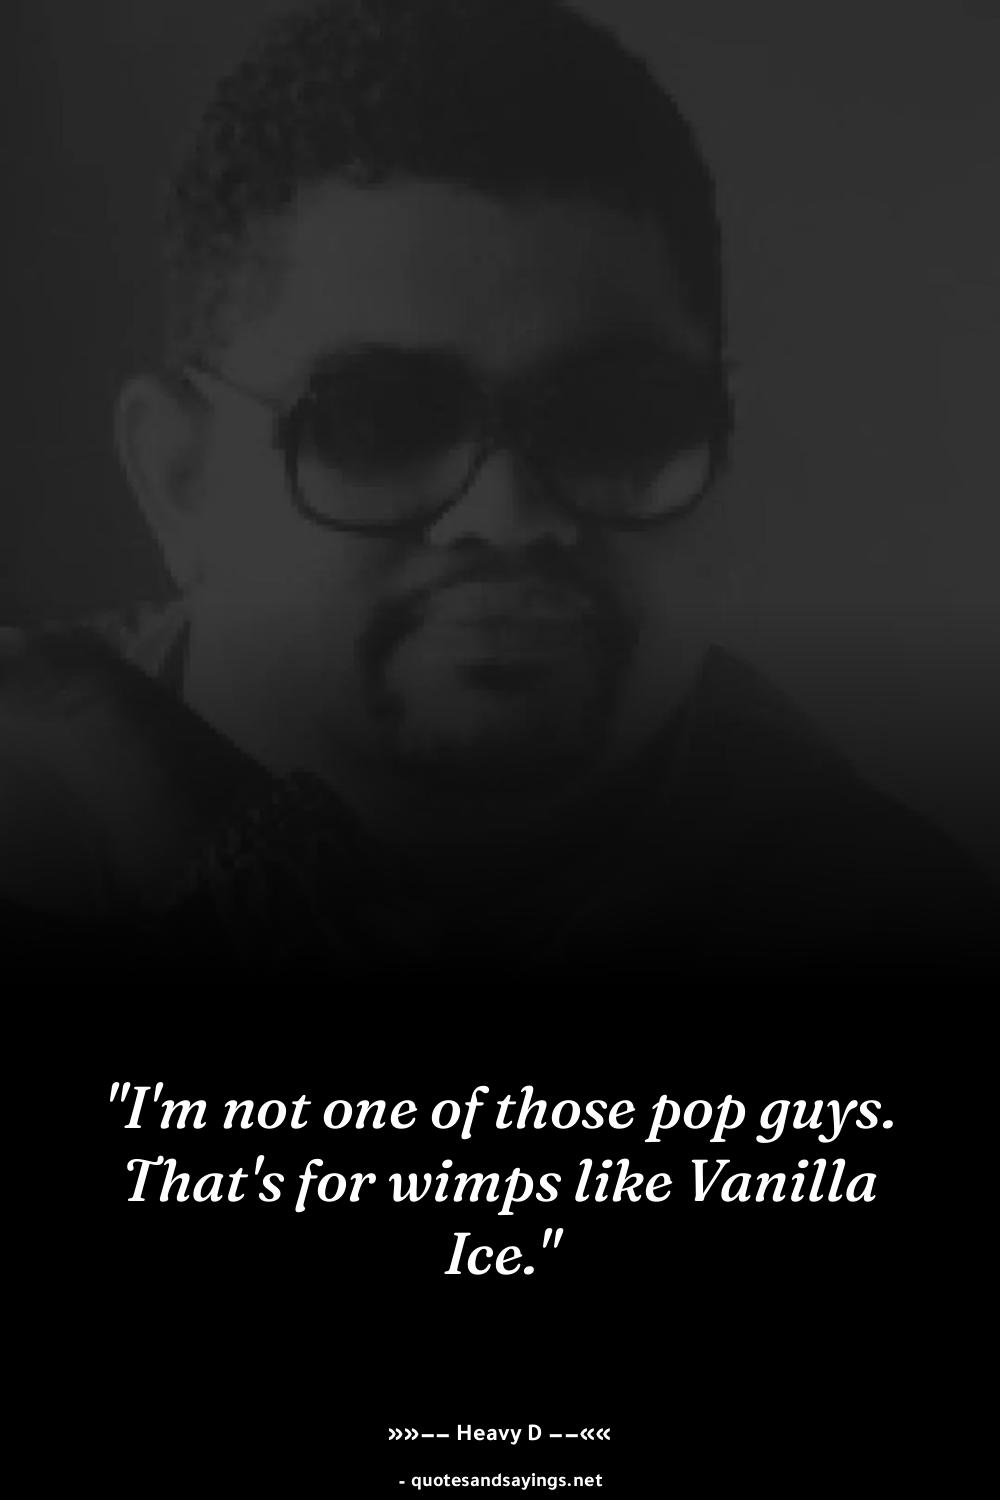 "I'm not one of those pop guys.
That's for wimps like Vanilla
Ice."
»»−− Heavy D −−««
- quotesandsayings.net